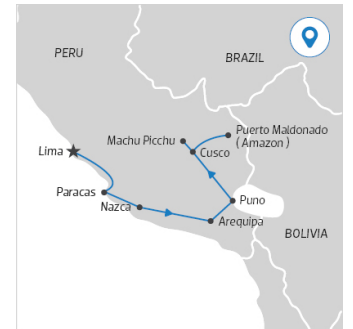 PERU
BRAZIL
Puerto Maldonado
( Amazon )
Machu Picchu
Lima
Cusco
Paracas
Puno
Nazca
Arequipa
BOLIVIA